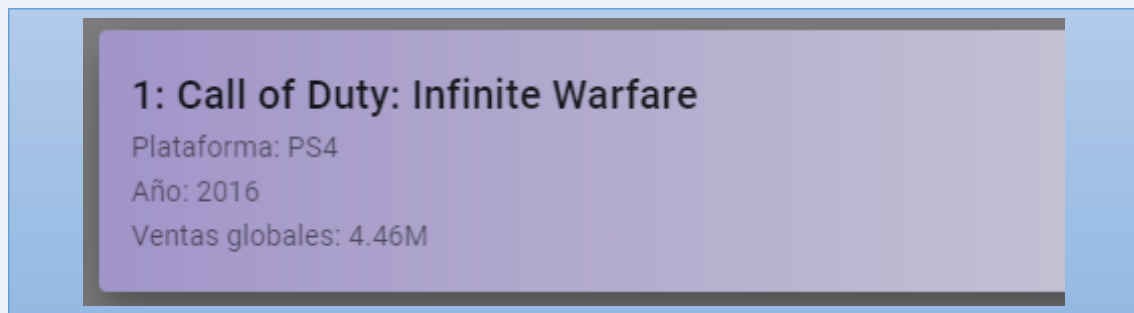 1: Call of Duty: Infinite Warfare
Plataforma: PS4
Año: 2016
Ventas globales: 4.46M